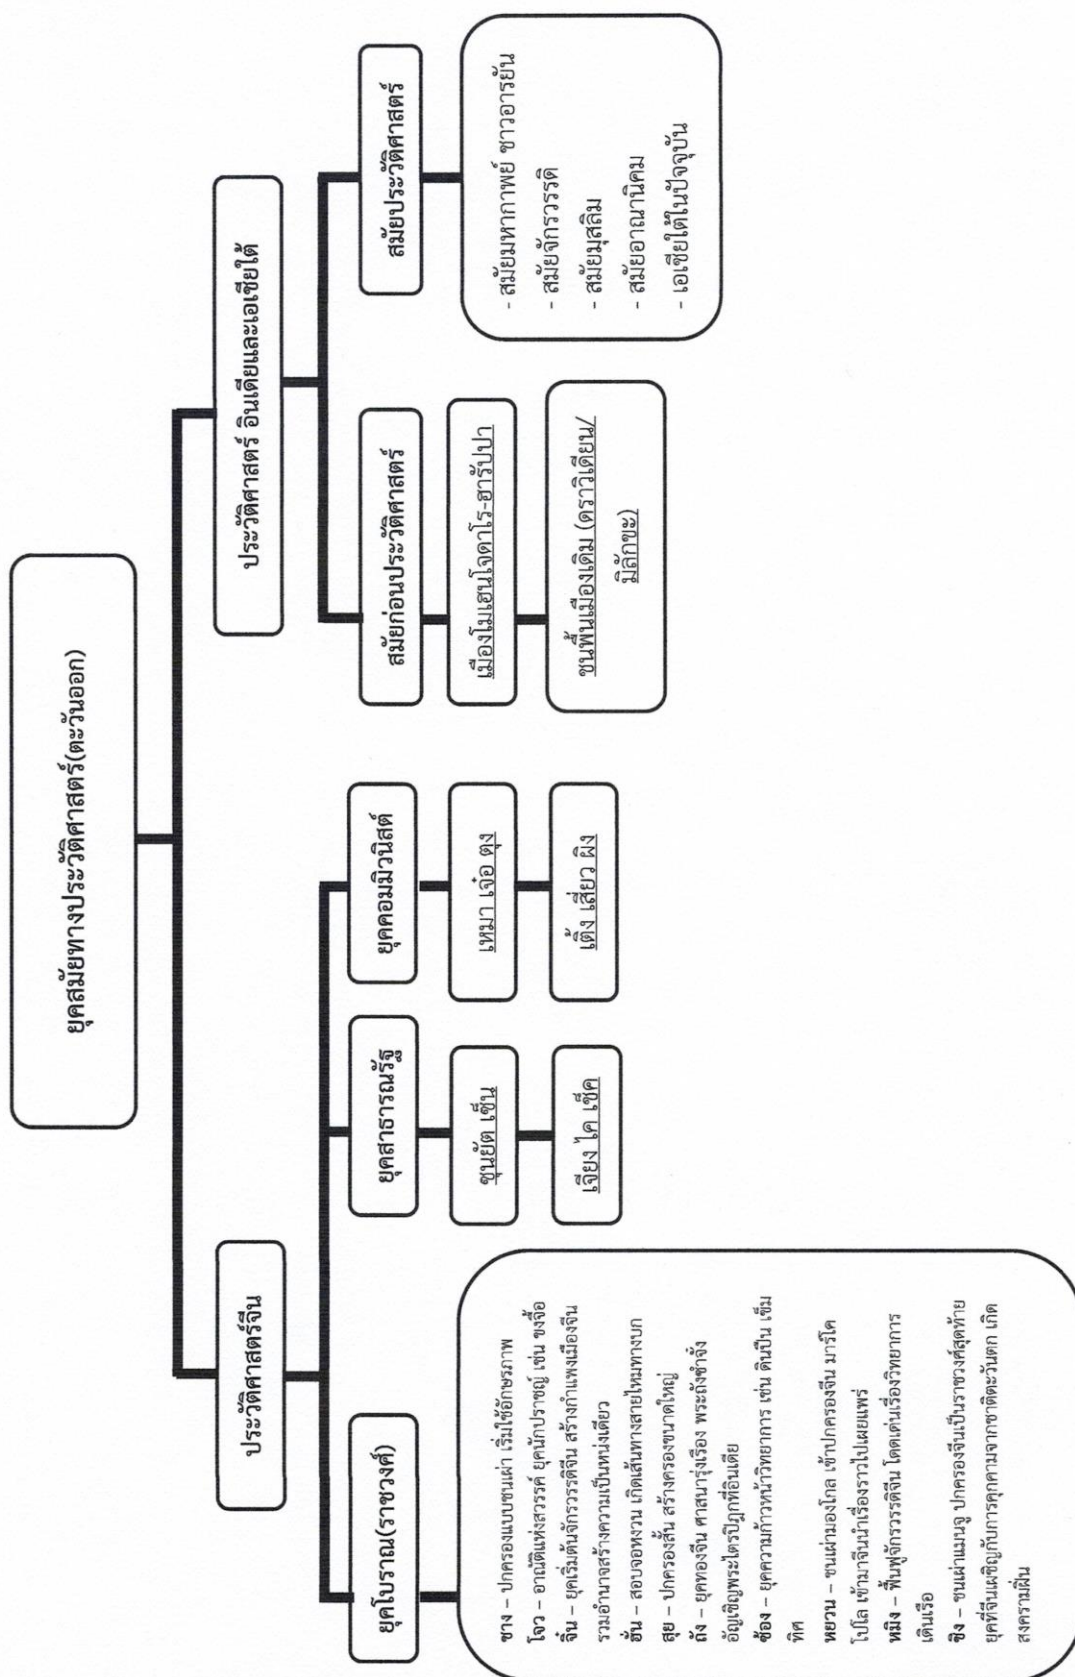 ยุคสมัยทางประวัติศาสตร์(ตะวันออก)
ประวัติศาสตร์จีน
ยุคโบราณ(ราชวงศ์)
ชาง – ปกครองแบบชนเผ่า เริ่มใช้อักษรภาพ
โจว – อาณัติแห่งสวรรค์ ยุคนักปราชญ์ เช่น ขงจื้อ
จิ๋น – ยุคเริ่มต้นจักรวรรดิจีน สร้างกำแพงเมืองจีน
รวมอำนาจสร้างความเป็นหน่งเดียว
ฮั่น – สอบจอหงวน เกิดเส้นทางสายไหมทางบก
สุย – ปกครองสั้น สร้างครองขนาดใหญ่
ถัง – ยุคทองจีน ศาสนารุ่งเรือง พระถังซำจั๋ง
อัญเชิญพระไตรปิฎกที่อินเดีย
ซ้อง – ยุคความก้าวหน้าวิทยาการ เช่น ดินปืน เข็ม
ทิศ
หยวน – ชนเผ่ามองโกล เข้าปกครองจีน มาร์โค
โปโล เข้ามาจีนนำเรื่องราวไปเผยแพร่
หมิง – ฟื้นฟูจักรวรรดิจีน โดดเด่นเรื่องวิทยาการ
เดินเรือ
ชิง – ชนเผ่าแมนจู ปกครองจีนเป็นราชวงศ์สุดท้าย
ยุคที่จีนเผชิญกับการคุกคามจากชาติตะวันตก เกิด
สงครามฝิ่น
ยุคสาธารณรัฐ
ซุนยัต เซ็น
เจียง ไค เช็ค
ยุคคอมมิวนิสต์
เหมา เจ๋อ ตุง
เติ้ง เสี่ยว ผิง
ประวัติศาสตร์ อินเดียและเอเชียใต้
สมัยก่อนประวัติศาสตร์
เมืองโมเฮนโจดาโร-ฮารัปปา
ชนพื้นเมืองเดิม (ดราวิเดียน/
มิลักขะ)
สมัยประวัติศาสตร์
- สมัยมหากาพย์ ชาวอารยัน
- สมัยจักรวรรดิ
- สมัยมุสลิม
- สมัยอาณานิคม
- เอเชียใต้ในปัจจุบัน